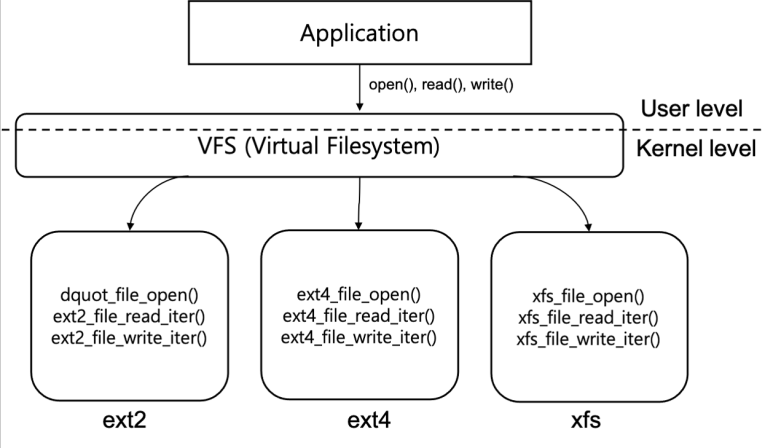 Application
open(), read(), write()
User level
VFS (Virtual Filesystem)
Kernel level
dquot_file_open()
ext2_file_read_iter()
ext2_file_write_iter()
ext4_file_open()
ext4_file_read_iter()
ext4_file_write_iter()
xfs_file_open()
xfs_file_read_iter()
xfs_file_write_iter()
ext2
ext4
xfs